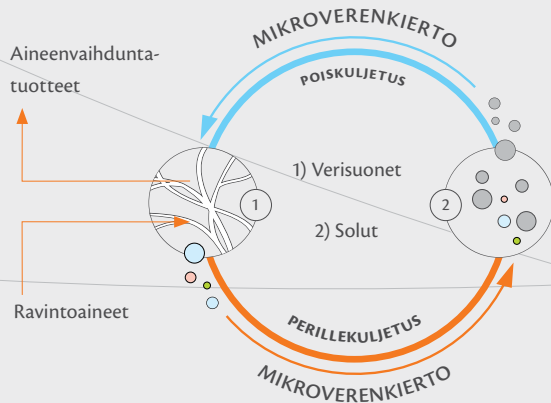 MIKROVERENKIERTO
POISKULJETUS
Aineenvaihdunta-
tuotteet
1) Verisuonet
1
2
2) Solut
Ravintoaineet
PERILLEKULJETUS
MIKROVERENKIERTO